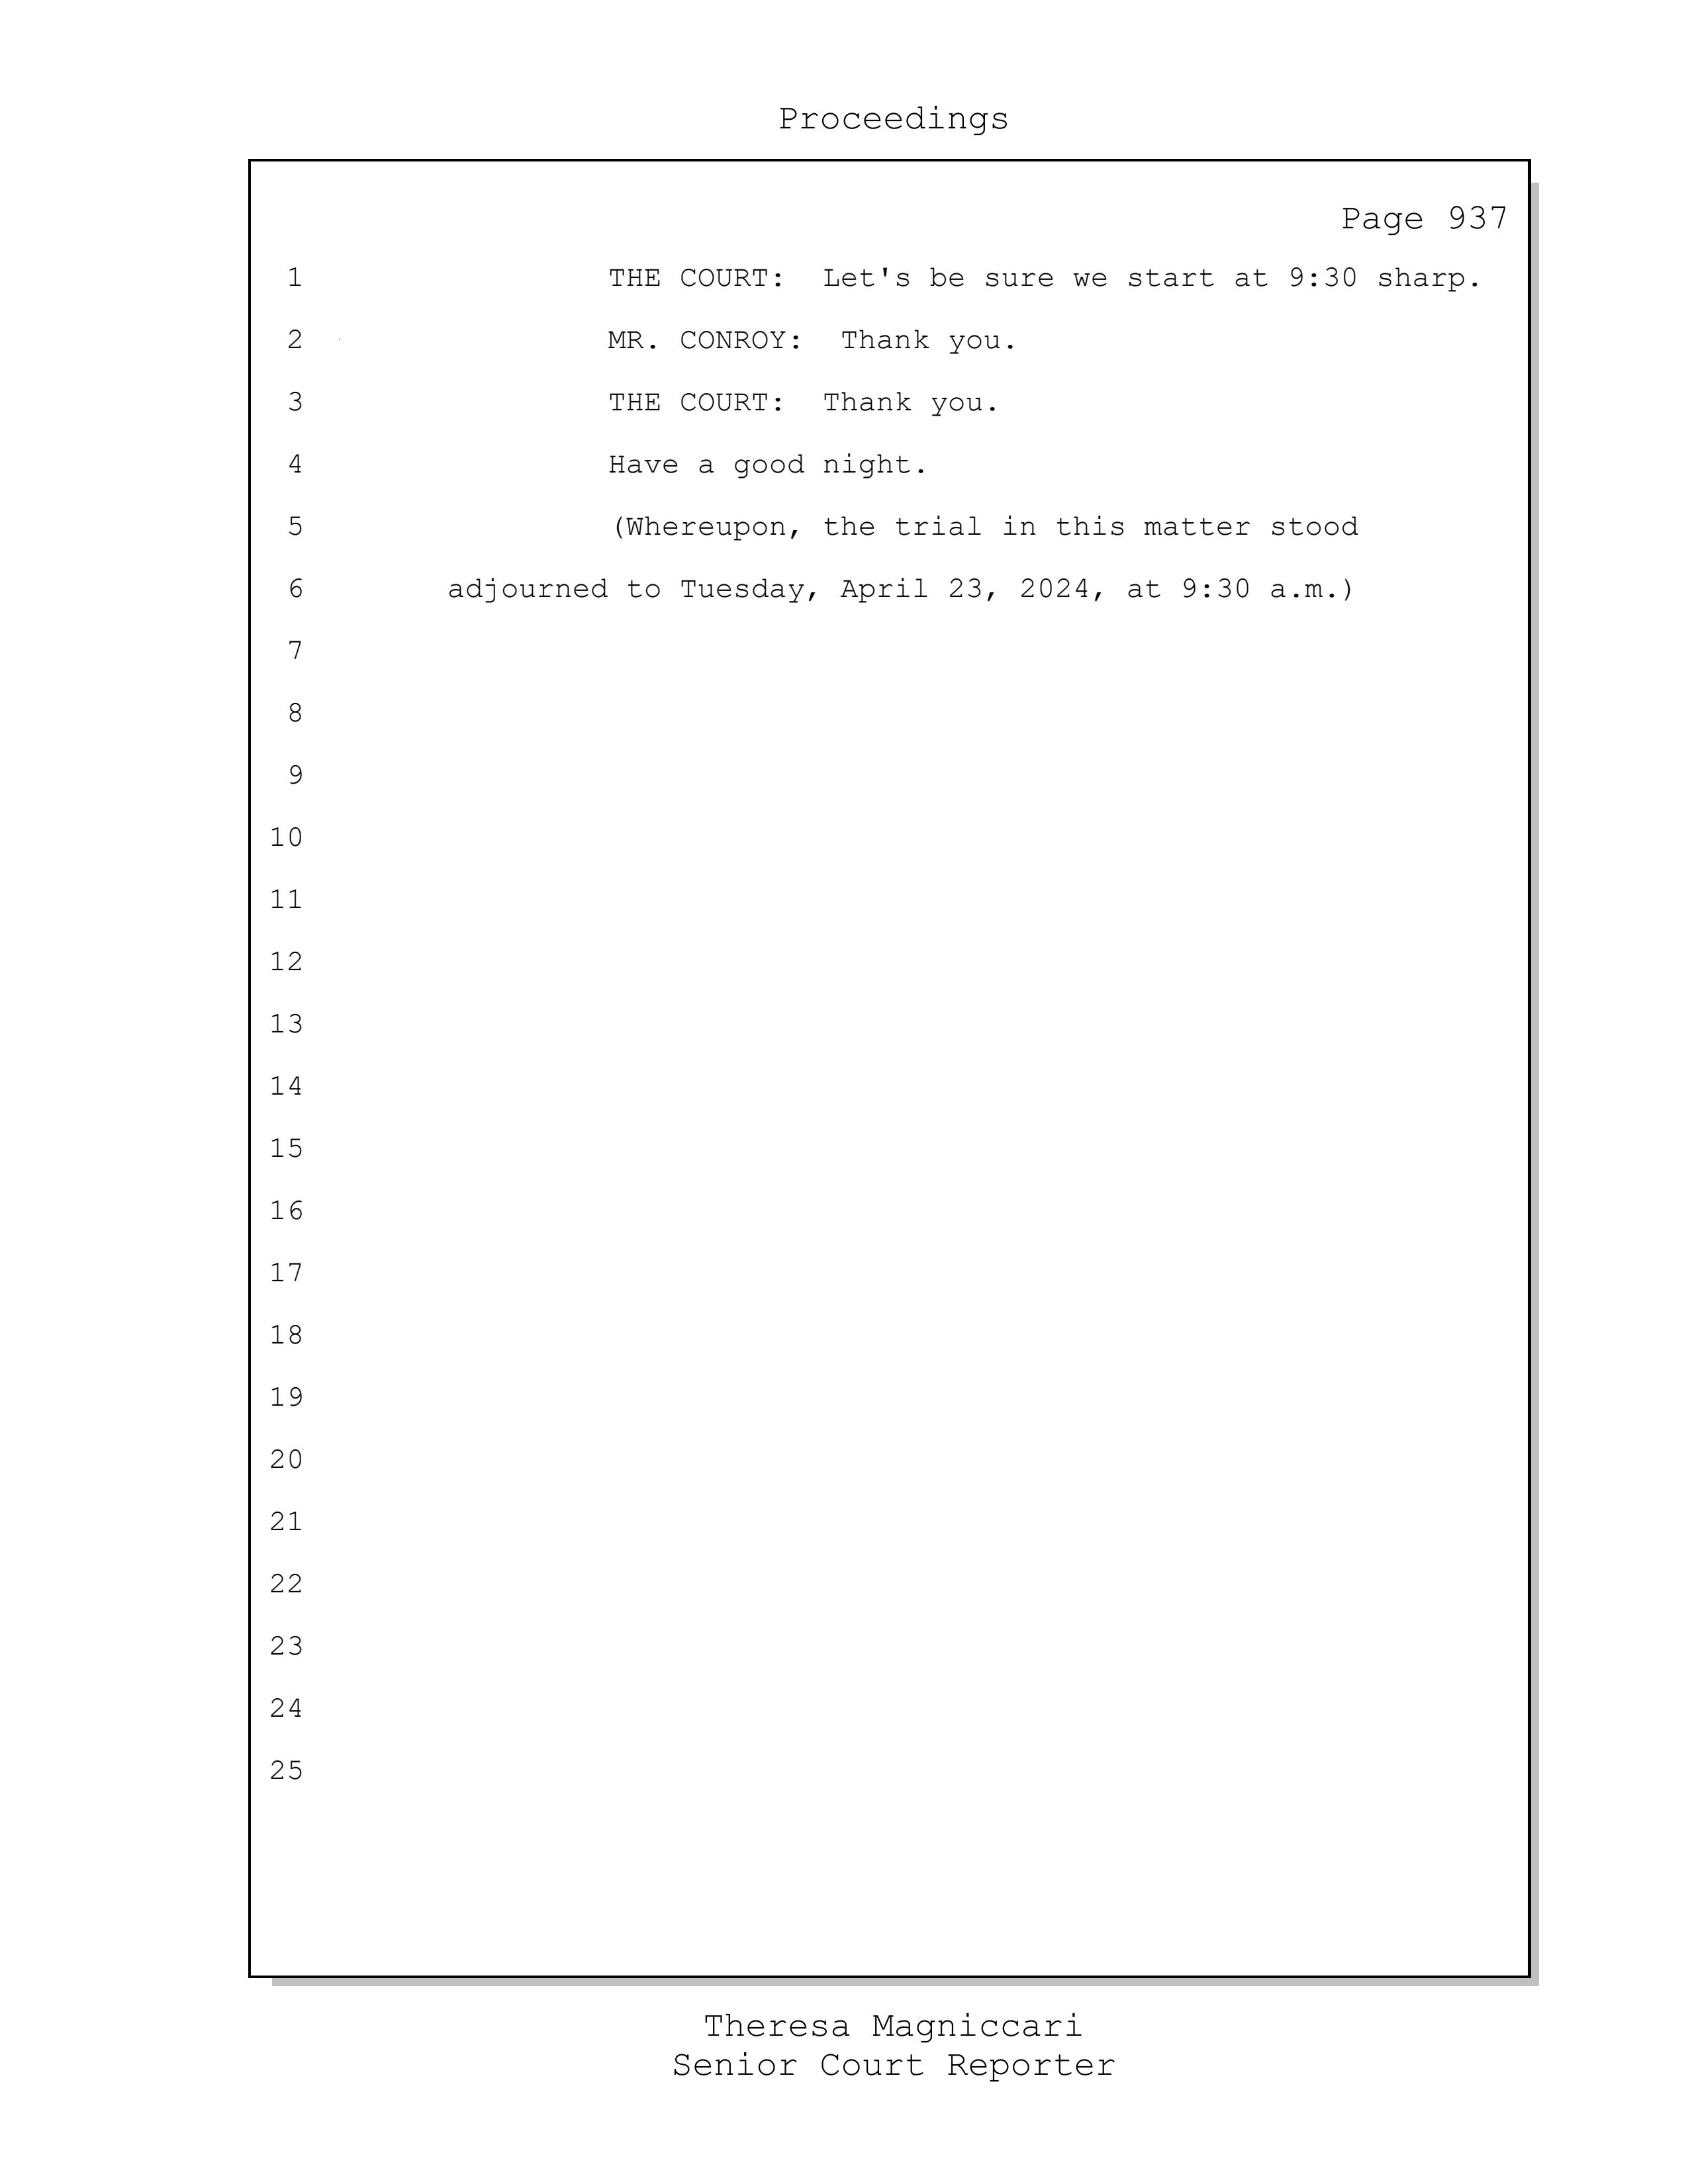 Proceedings
Page 937
1 THE COURT: Let's be sure we start at 9:30 sharp.
2 MR. CONROY: Thank you.
3 THE COURT: Thank you.
4 Have a good night.
5 (Whereupon, the trial in this matter stood
6 adjourned to Tuesday, April 23, 2024, at 9:30 a.m.)
7
8
9
10
11
12
13
14
15
16
17
18
19
20
21
22
23
24
25
Theresa Magniccari
Senior Court Reporter